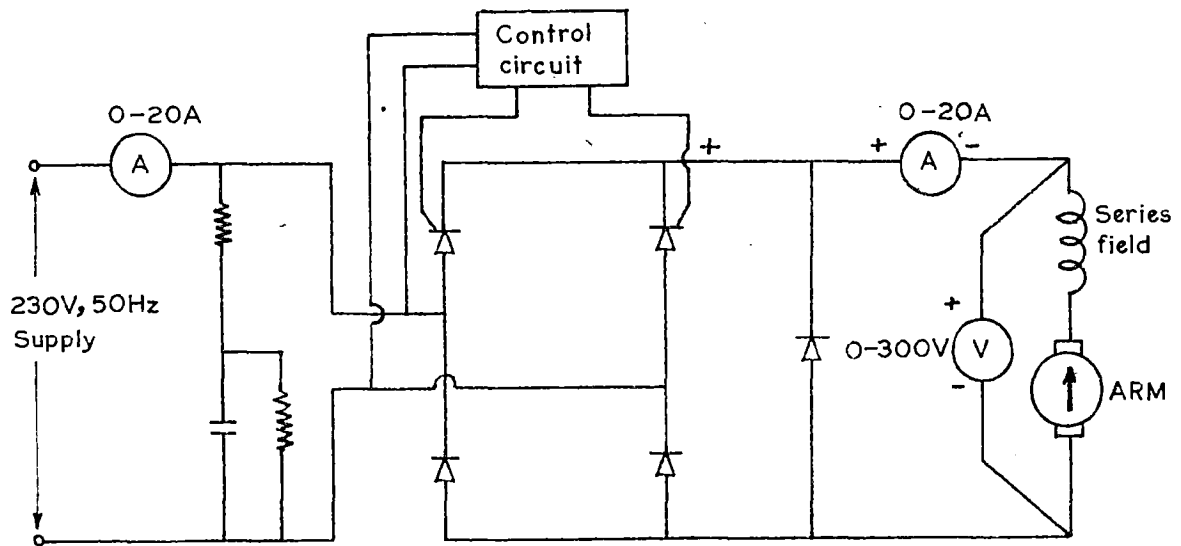 Control
circuit
0-20A
A
0-20A
+
+
A
-
Series
field
230V, 50Hz
Supply
+
0-300V
V
-
ARM